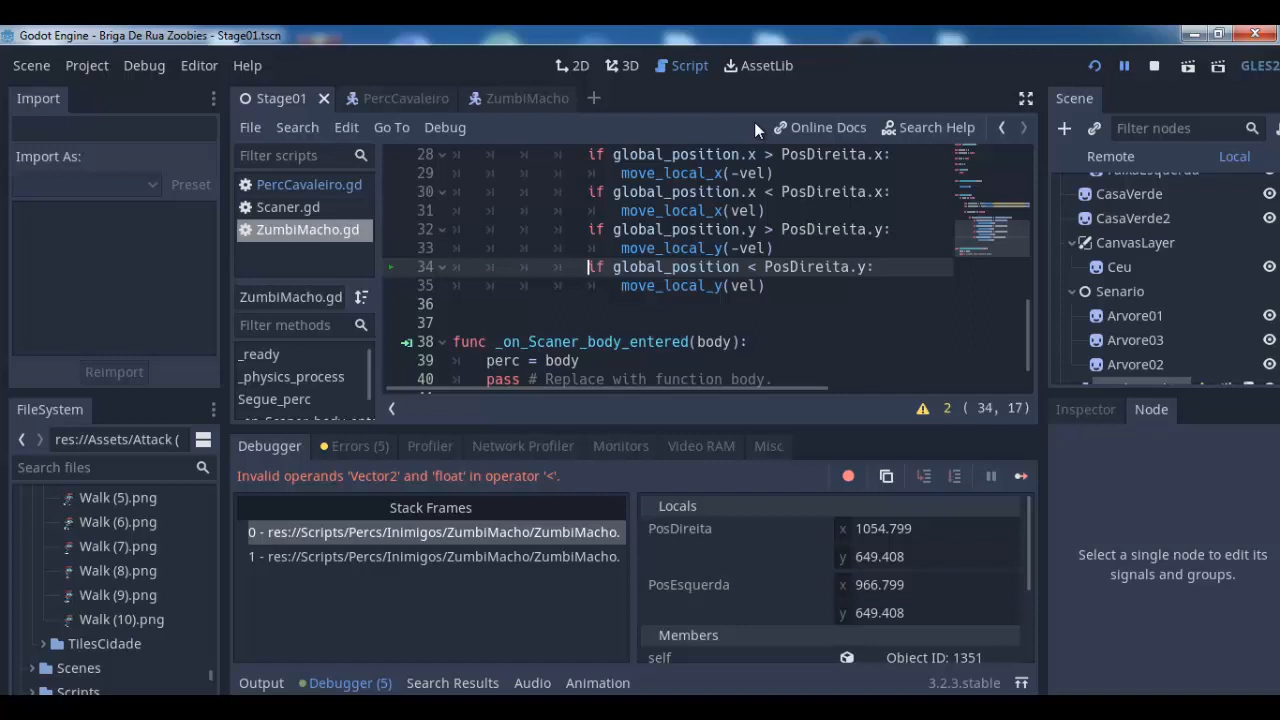 Godot Engine - Briga De Rua Zoobies - Stage01.tscn
Scene Project Debug Editor Help
2D 3D Script AssetLib
GLES2
Import
Import As:
Preset
Reimport
Stage01 PercCavaleiro ZumbiMacho
File Search Edit Go To Debug
Online Docs Search Help
Filter scripts
PercCavaleiro.gd
Scaner.gd
ZumbiMacho.gd
ZumbiMacho.gd
Filter methods
_ready
_physics_process
Segue_perc
28 if global_position.x > PosDireita.x:
29 move_local_x(-vel)
30 if global_position.x < PosDireita.x:
31 move_local_x(vel)
32 if global_position.y > PosDireita.y:
33 move_local_y(-vel)
34 if global_position < PosDireita.y:
35 move_local_y(vel)
36
37
38 func _on_Scaner_body_entered(body):
39 perc = body
40 pass # Replace with function body.
2 ( 34, 17)
Scene
Filter nodes
Remote Local
CasaVerde
CasaVerde2
CanvasLayer
Ceu
Senario
Arvore01
Arvore03
Arvore02
FileSystem
res://Assets/Attack (
Search files
Walk (5).png
Walk (6).png
Walk (7).png
Walk (8).png
Walk (9).png
Walk (10).png
TilesCidade
Scenes
Scripts
Debugger Errors (5) Profiler Network Profiler Monitors Video RAM Misc
Invalid operands 'Vector2' and 'float' in operator '<'.
Stack Frames
0 - res://Scripts/Percs/Inimigos/ZumbiMacho/ZumbiMacho.
1 - res://Scripts/Percs/Inimigos/ZumbiMacho/ZumbiMacho.
Locals
PosDireita x 1054.799
y 649.408
PosEsquerda x 966.799
y 649.408
Members
self Object ID: 1351
Output Debugger (5) Search Results Audio Animation
3.2.3.stable
Inspector Node
Select a single node to edit its
signals and groups.